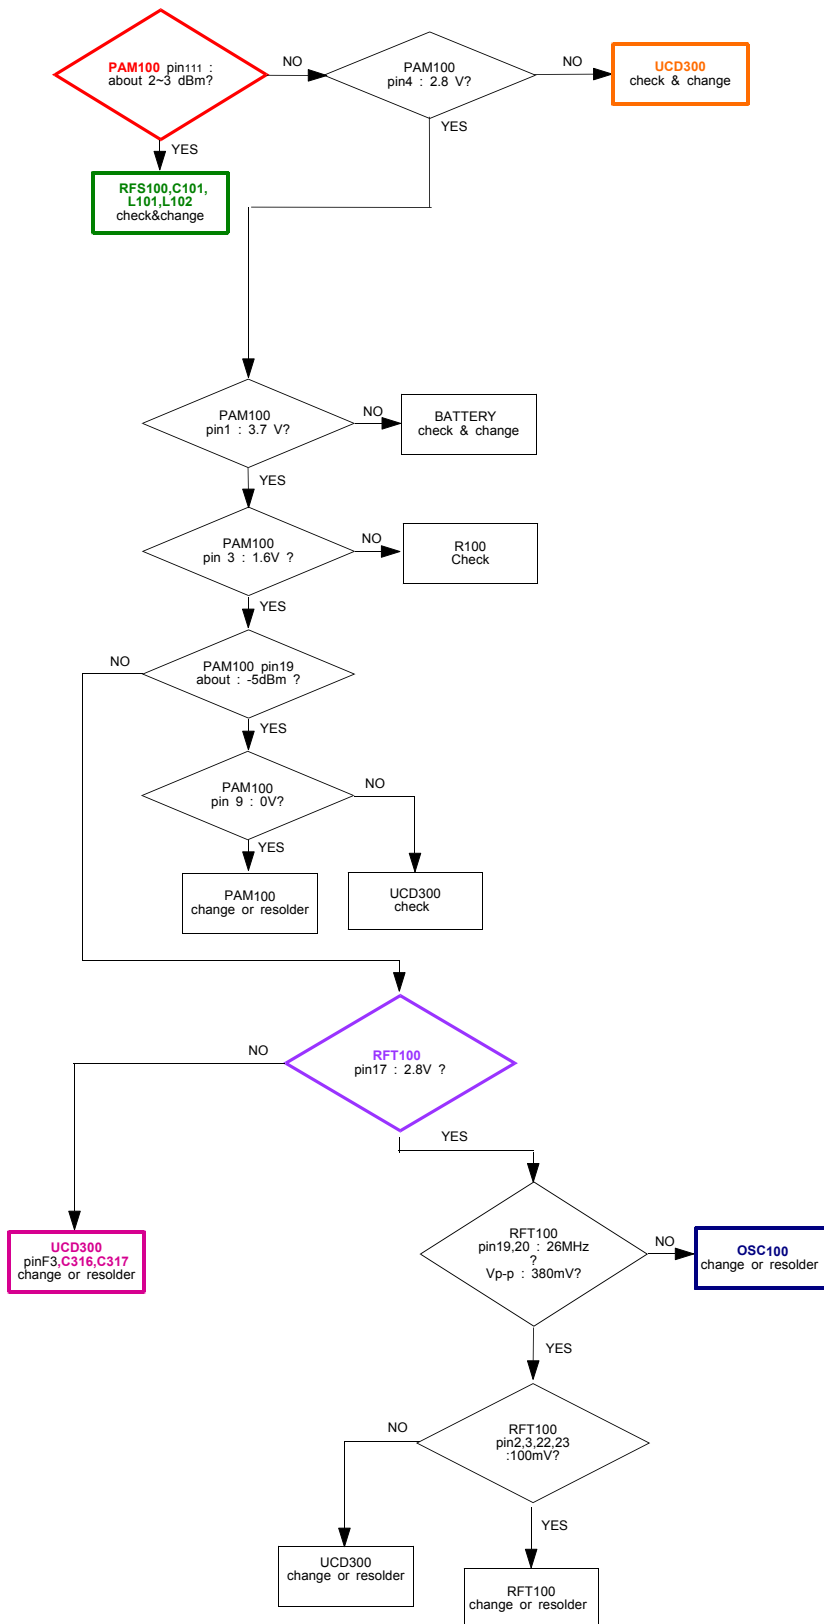 PAM100 pin111 :
about 2~3 dBm?
NO
PAM100
pin4 : 2.8 V?
NO
UCD300
check & change
YES
YES
RFS100,C101,
L101,L102
check&change
PAM100
pin1 : 3.7 V?
NO
BATTERY
check & change
YES
PAM100
pin 3 : 1.6V ?
NO
R100
Check
YES
NO
PAM100 pin19
about : -5dBm ?
YES
PAM100
pin 9 : 0V?
NO
YES
PAM100
change or resolder
UCD300
check
RFT100
pin17 : 2.8V ?
NO
YES
UCD300
pinF3,C316,C317
change or resolder
RFT100
pin19,20 : 26MHz
?
Vp-p : 380mV?
NO
OSC100
change or resolder
YES
RFT100
pin2,3,22,23
:100mV?
NO
YES
UCD300
change or resolder
RFT100
change or resolder